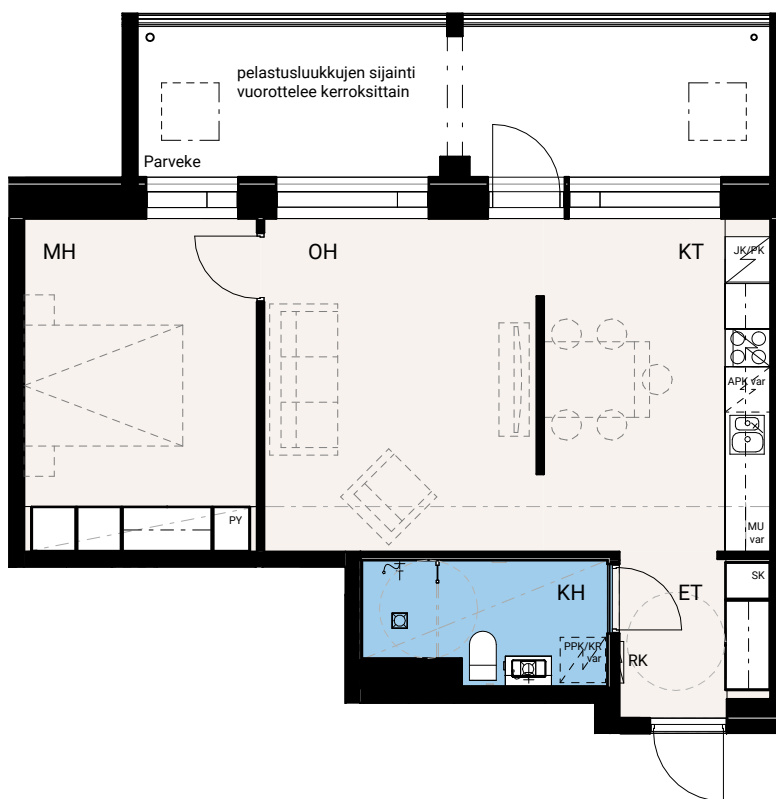 pelastusluukkujen sijainti
vuorottelee kerroksittain
Parveke
MH
OH
KT
JK/PK
APK var
PY
MU
var
KH
ET
SK
PPK/KR
var
RK